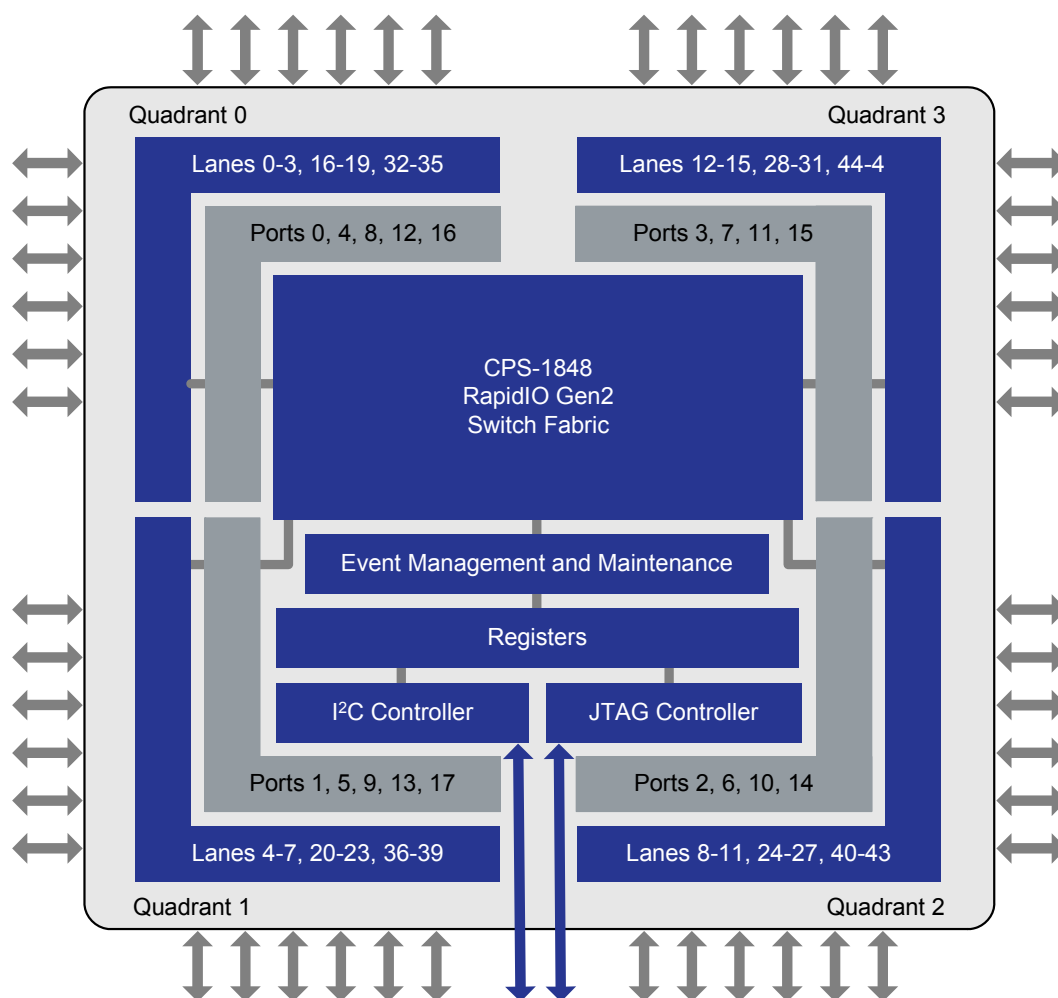 Quadrant 0
Quadrant 3
Lanes 0-3, 16-19, 32-35
Lanes 12-15, 28-31, 44-4
Ports 0, 4, 8, 12, 16
Ports 3, 7, 11, 15
CPS-1848
RapidIO Gen2
Switch Fabric
Event Management and Maintenance
Registers
I²C Controller
JTAG Controller
Ports 1, 5, 9, 13, 17
Ports 2, 6, 10, 14
Lanes 4-7, 20-23, 36-39
Lanes 8-11, 24-27, 40-43
Quadrant 1
Quadrant 2